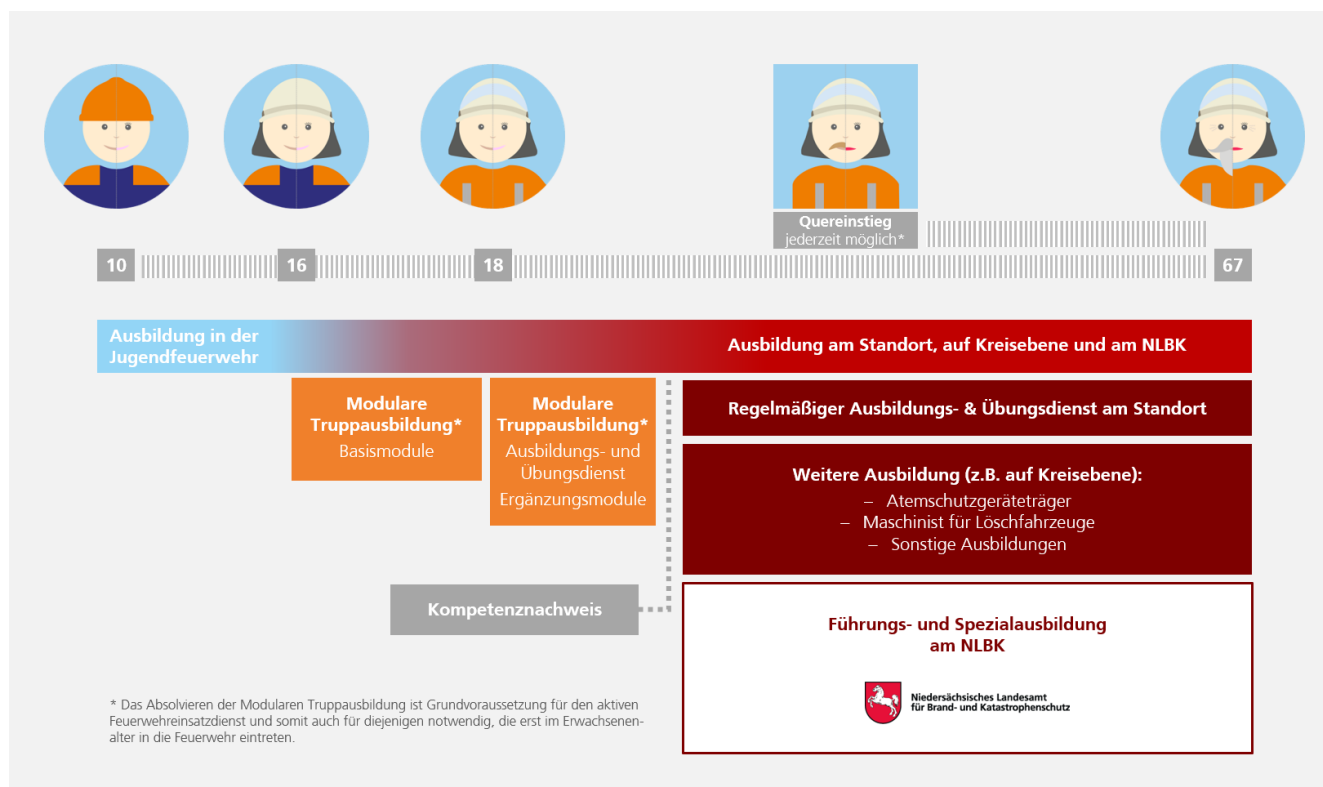 Quereinstieg
jederzeit möglich*
10
16
18
67
Ausbildung in der
Jugendfeuerwehr
Ausbildung am Standort, auf Kreisebene und am NLBK
Modulare
Truppausbildung*
Basismodule
Modulare
Truppausbildung*
Ausbildungs- und
Übungsdienst
Ergänzungsmodule
Regelmäßiger Ausbildungs- & Übungsdienst am Standort
Weitere Ausbildung (z.B. auf Kreisebene):
– Atemschutzgeräteträger
– Maschinist für Löschfahrzeuge
– Sonstige Ausbildungen
Kompetenznachweis
Führungs- und Spezialausbildung
am NLBK
Niedersächsisches Landesamt
für Brand- und Katastrophenschutz
* Das Absolvieren der Modularen Truppausbildung ist Grundvoraussetzung für den aktiven
Feuerwehreinsatzdienst und somit auch für diejenigen notwendig, die erst im Erwachsenen-
alter in die Feuerwehr eintreten.